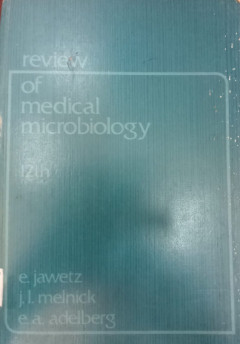 review
of
medical
microbiology
12th
e. jawetz
j.l. melnick
e.a. adelberg